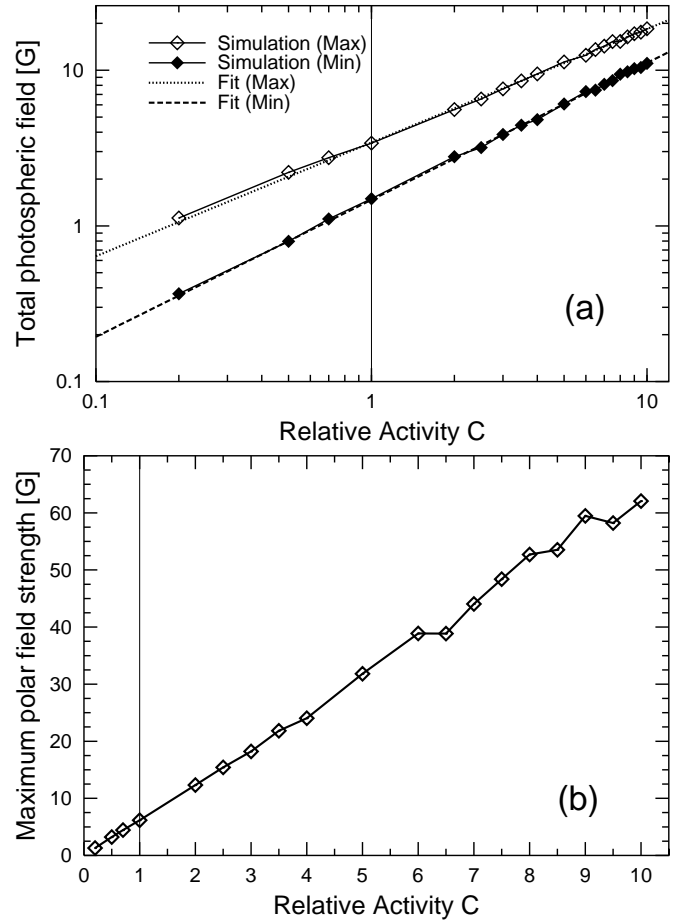 Total photospheric field [G]
10
1
0.1
Simulation (Max)
Simulation (Min)
Fit (Max)
Fit (Min)
(a)
0.1 1 10
Relative Activity C
Maximum polar field strength [G]
70
60
50
40
30
20
10
0
(b)
0 1 2 3 4 5 6 7 8 9 10
Relative Activity C